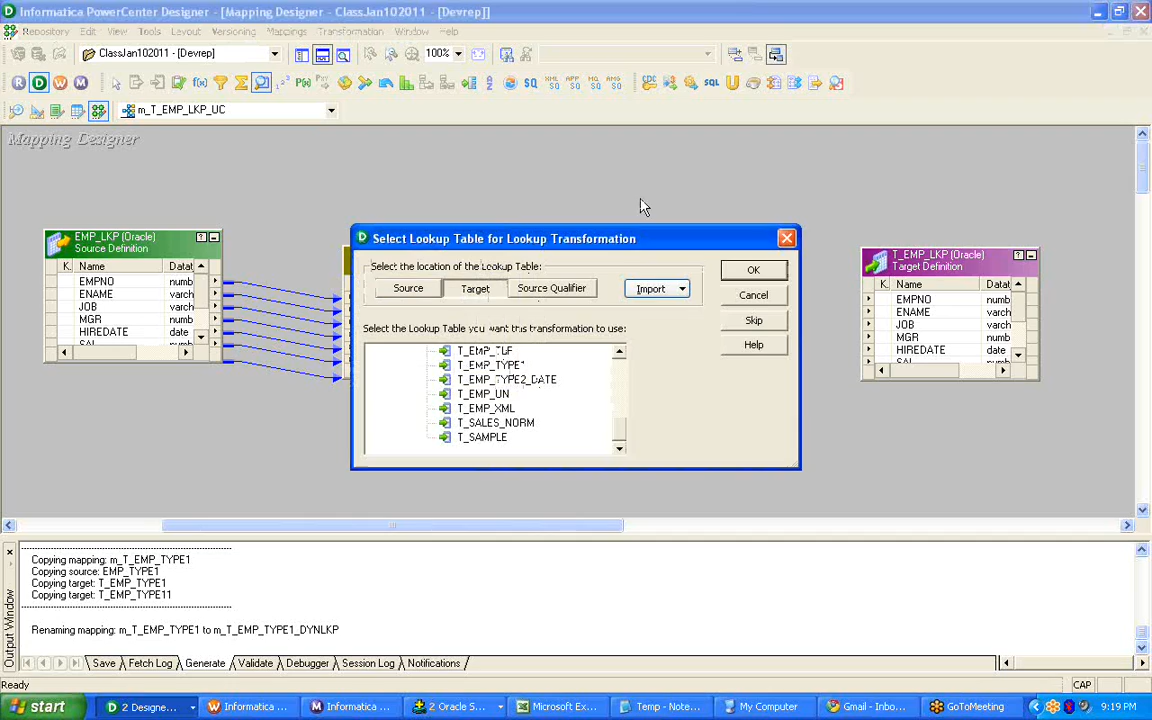 Informatica PowerCenter Designer - [Mapping Designer - ClassJan102011 - [Devrep]]
Repository Edit View Tools Layout Versioning Mappings Transformation Window Help
ClassJan102011 - [Devrep]
100%
R D W M
m_T_EMP_LKP_UC
Mapping Designer
EMP_LKP (Oracle)
Source Definition
K. Name Datat
EMPNO numb
ENAME varch
JOB varch
MGR numb
HIREDATE date
SAL numb
Select Lookup Table for Lookup Transformation
Select the location of the Lookup Table:
Source Target Source Qualifier Import
Select the Lookup Table you want this transformation to use:
T_EMP_TYPE1
T_EMP_TYPE2_DATE
T_EMP_UN
T_EMP_XML
T_SALES_NORM
T_SAMPLE
OK
Cancel
Skip
Help
T_EMP_LKP (Oracle)
Target Definition
K. Name Datat
EMPNO numb
ENAME varch
JOB varch
MGR numb
HIREDATE date
SAL numb
Copying mapping: m_T_EMP_TYPE1
Copying source: EMP_TYPE1
Copying target: T_EMP_TYPE1
Copying target: T_EMP_TYPE11
Renaming mapping: m_T_EMP_TYPE1 to m_T_EMP_TYPE1_DYNLKP
Output Window
Save Fetch Log Generate Validate Debugger Session Log Notifications
Ready
CAP
start 2 Designe... Informatica ... Informatica ... 2 Oracle S... Microsoft Ex... Temp - Note... My Computer Gmail - Inbo... GoToMeeting 9:19 PM